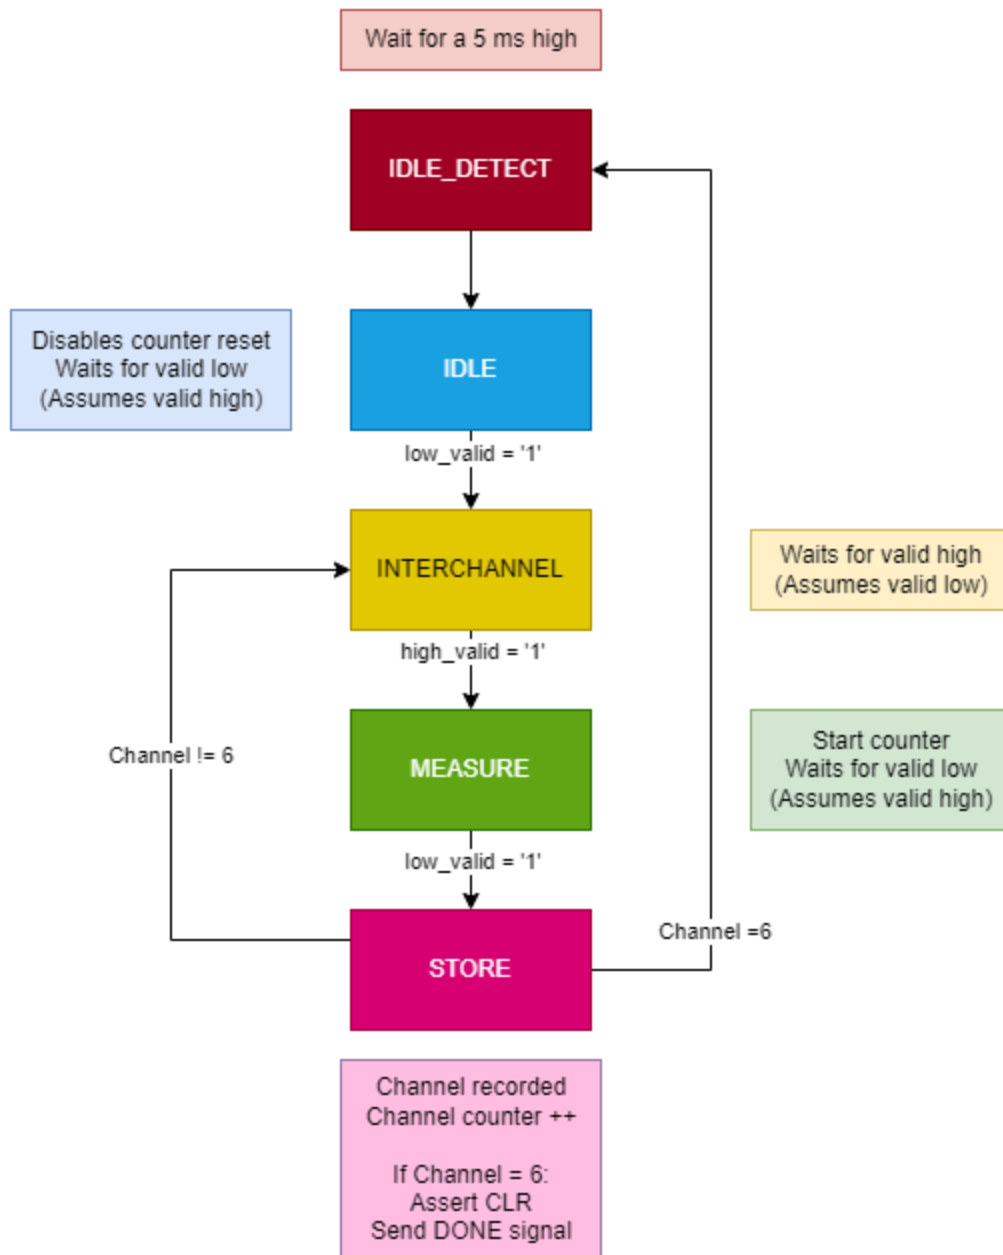 Wait for a 5 ms high
IDLE_DETECT
Disables counter reset
Waits for valid low
(Assumes valid high)
IDLE
low_valid = '1'
INTERCHANNEL
Waits for valid high
(Assumes valid low)
high_valid = '1'
Channel != 6
MEASURE
Start counter
Waits for valid low
(Assumes valid high)
low_valid = '1'
Channel =6
STORE
Channel recorded
Channel counter ++
If Channel = 6:
Assert CLR
Send DONE signal